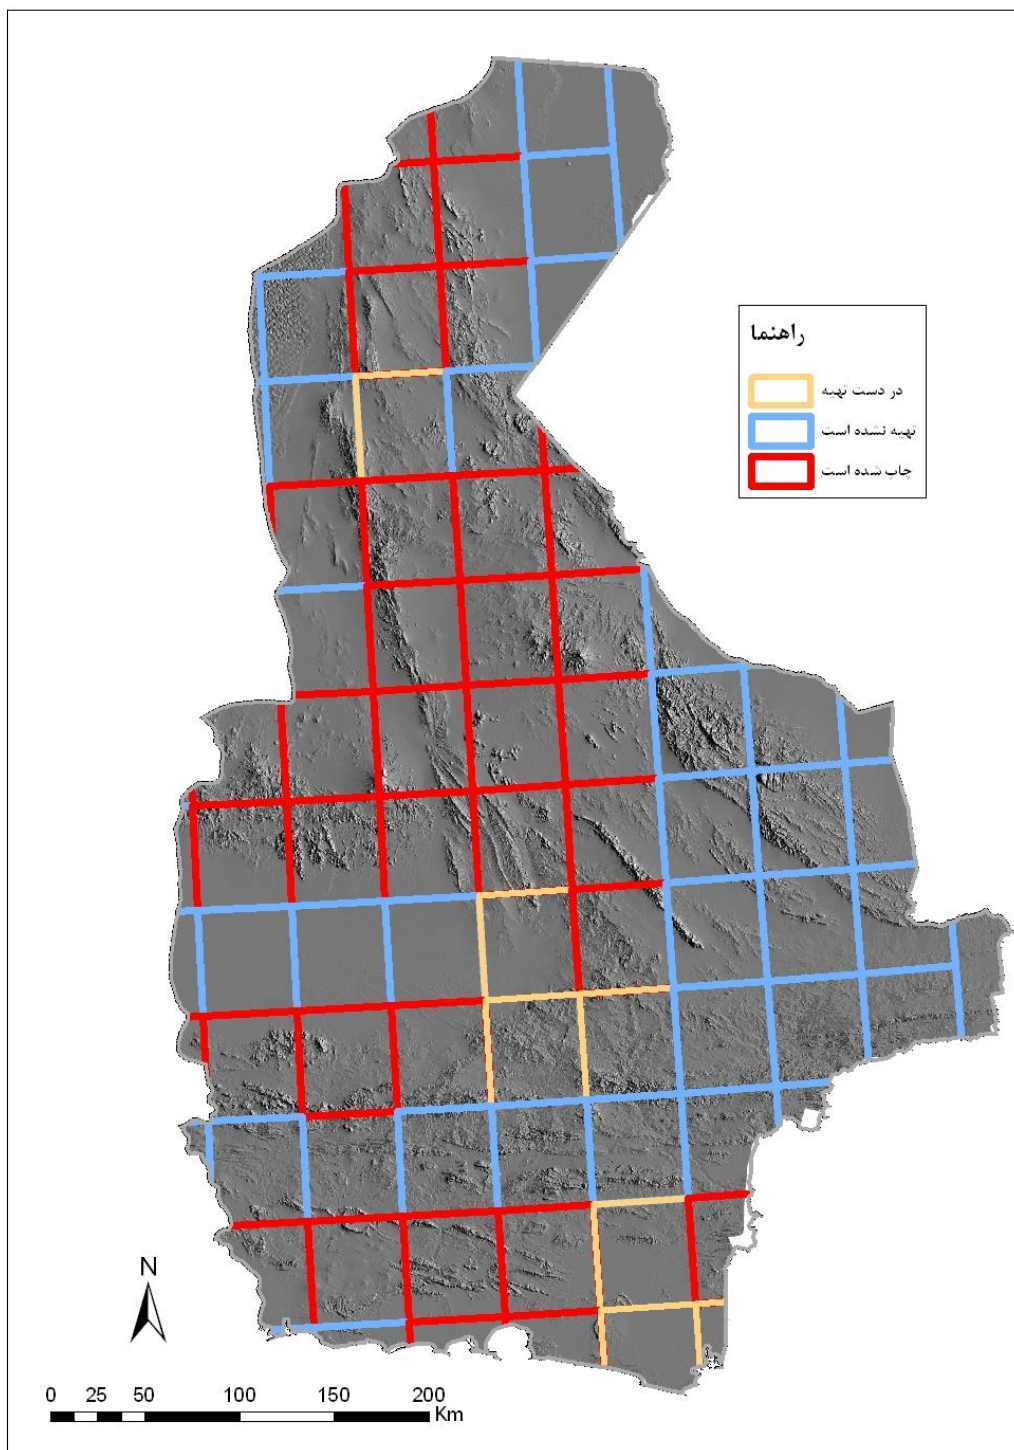 راهنما
در دست تهیه
تهیه نشده است
چاپ شده است
N
0 25 50 100 150 200
Km